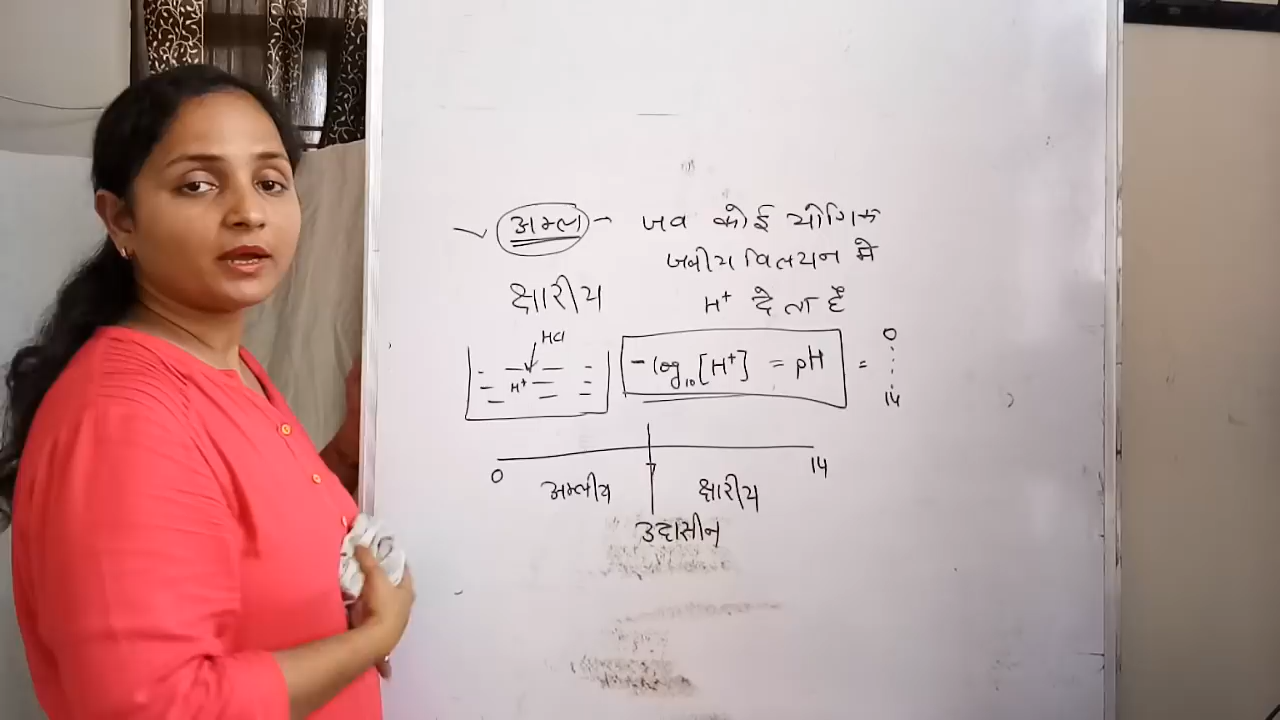 अम्ल - जब कोई योगिक
जलीय विलयन मे
क्षारीय
H⁺ देता है
HCl
H⁺
-log₁₀[H⁺] = pH = 0
14
0 14
अम्लीय क्षारीय
उदासीन